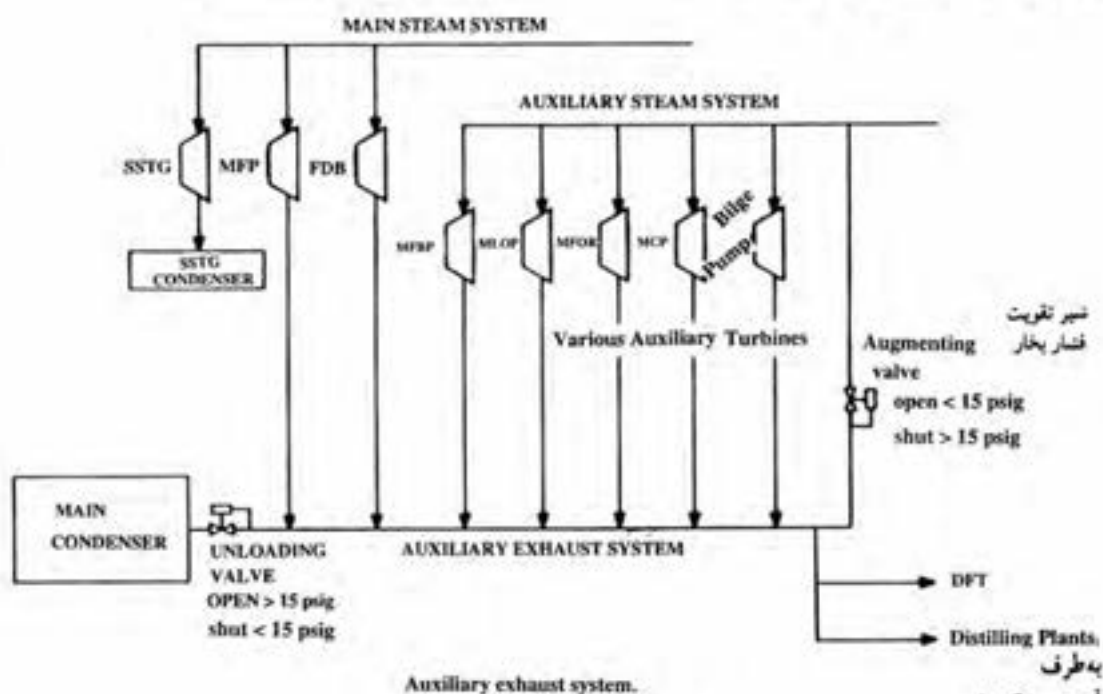 MAIN STEAM SYSTEM
AUXILIARY STEAM SYSTEM
SSTG
MFP
FDB
SSTG
CONDENSER
MFBP
MLOP
MFOR
MCP
Bilge
Pump
Various Auxiliary Turbines
شیر تقویت
فشار بخار
Augmenting
valve
open < 15 psig
shut > 15 psig
MAIN
CONDENSER
UNLOADING
VALVE
OPEN > 15 psig
shut < 15 psig
AUXILIARY EXHAUST SYSTEM
DFT
Distilling Plants.
به‌طرف
Auxiliary exhaust system.